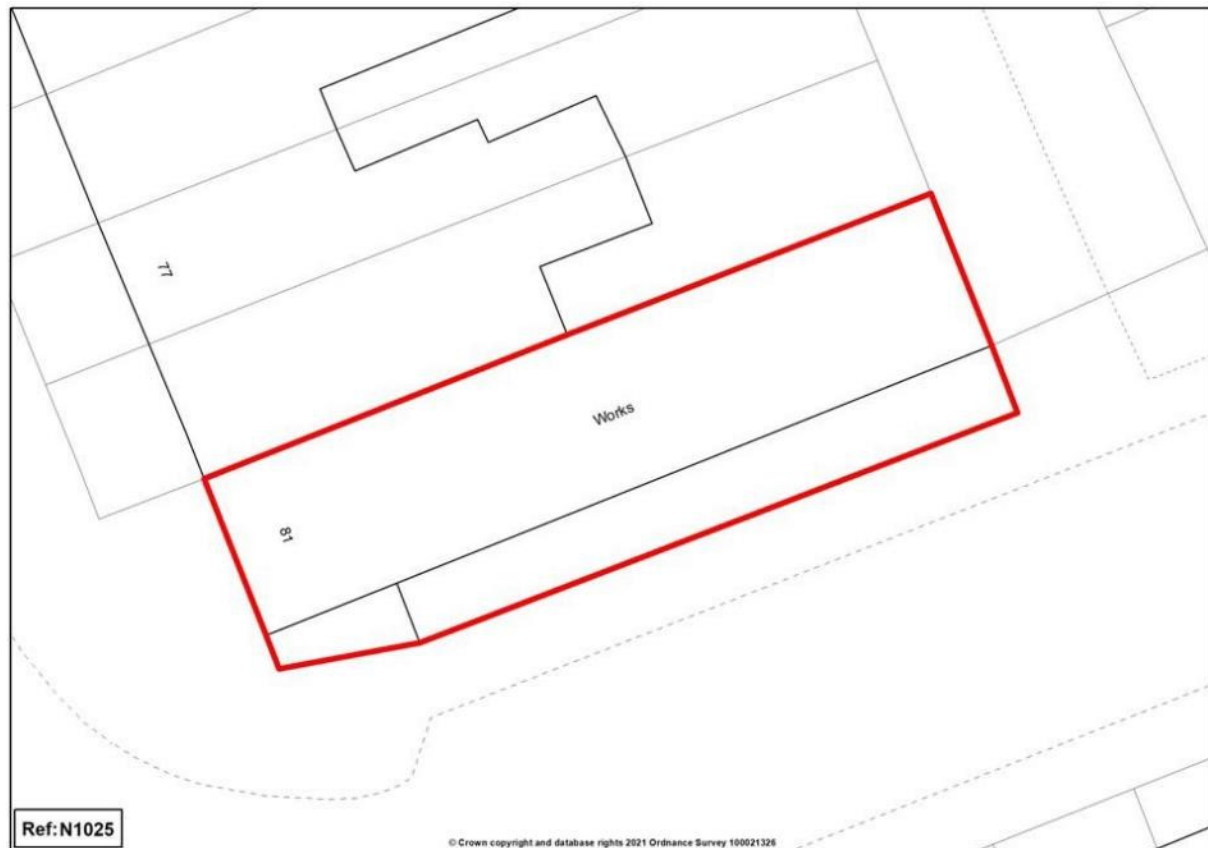 77
Works
81
Ref:N1025
© Crown copyright and database rights 2021 Ordnance Survey 100021326